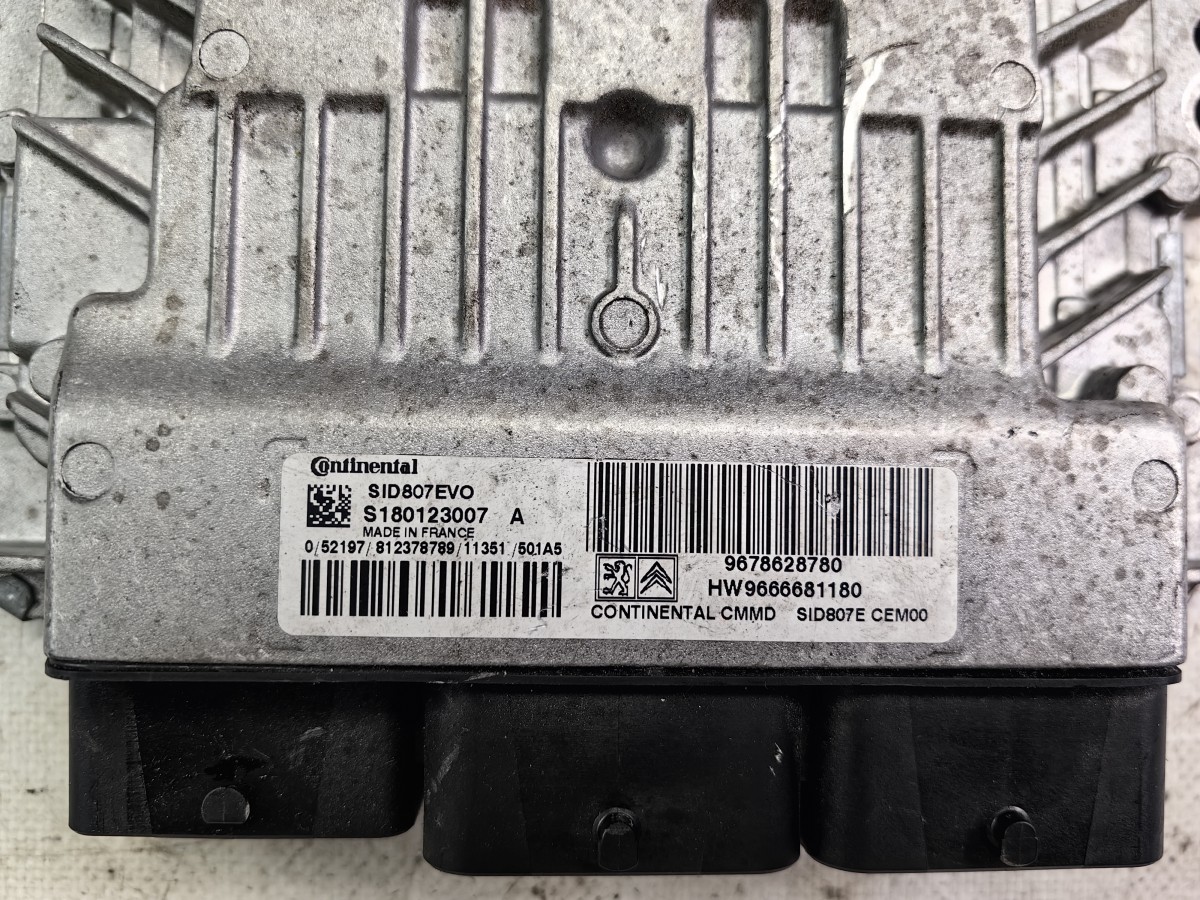 Continental
SID807EVO
S180123007 A
MADE IN FRANCE
0/52197/812378789/11351/501A5
9678628780
HW9666681180
CONTINENTAL CMMD SID807E CEM00